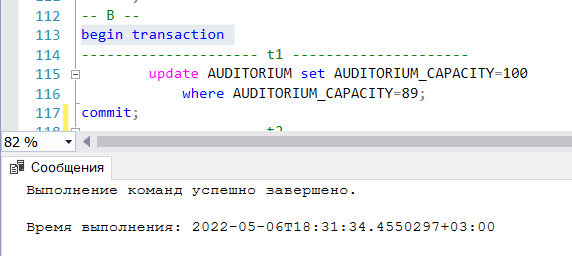 112 -- B --
113 begin transaction
114 -------------------- t1 --------------------
115 update AUDITORIUM set AUDITORIUM_CAPACITY=100
116 where AUDITORIUM_CAPACITY=89;
117 commit;
118 t2
82 %
Сообщения
Выполнение команд успешно завершено.
Время выполнения: 2022-05-06T18:31:34.4550297+03:00